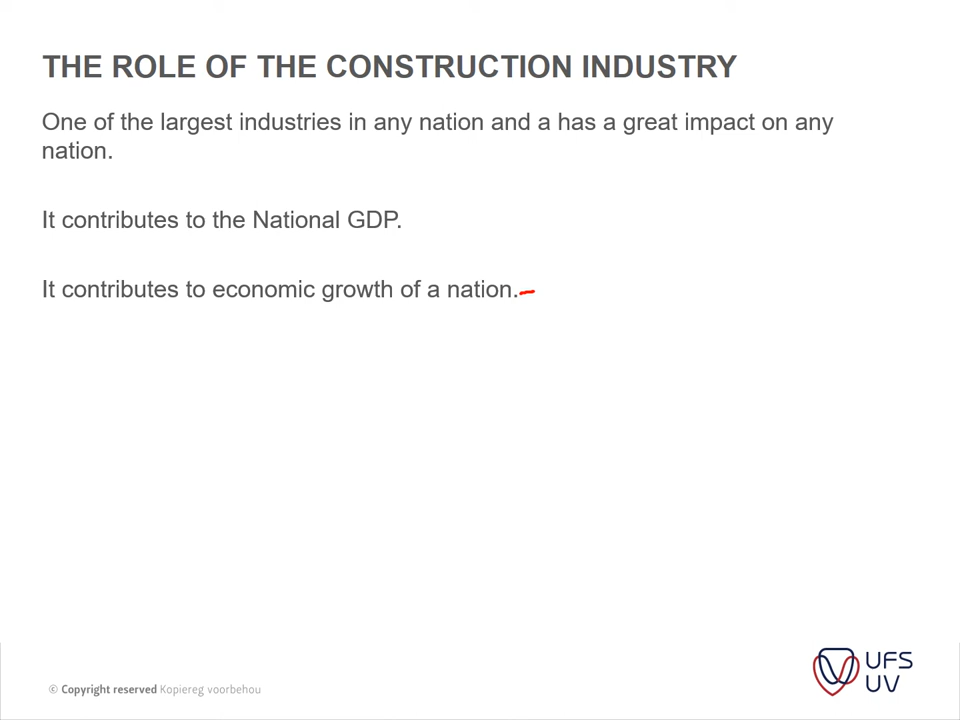 THE ROLE OF THE CONSTRUCTION INDUSTRY
One of the largest industries in any nation and a has a great impact on any
nation.
It contributes to the National GDP.
It contributes to economic growth of a nation.
© Copyright reserved Kopiereg voorbehou
UFS
UV